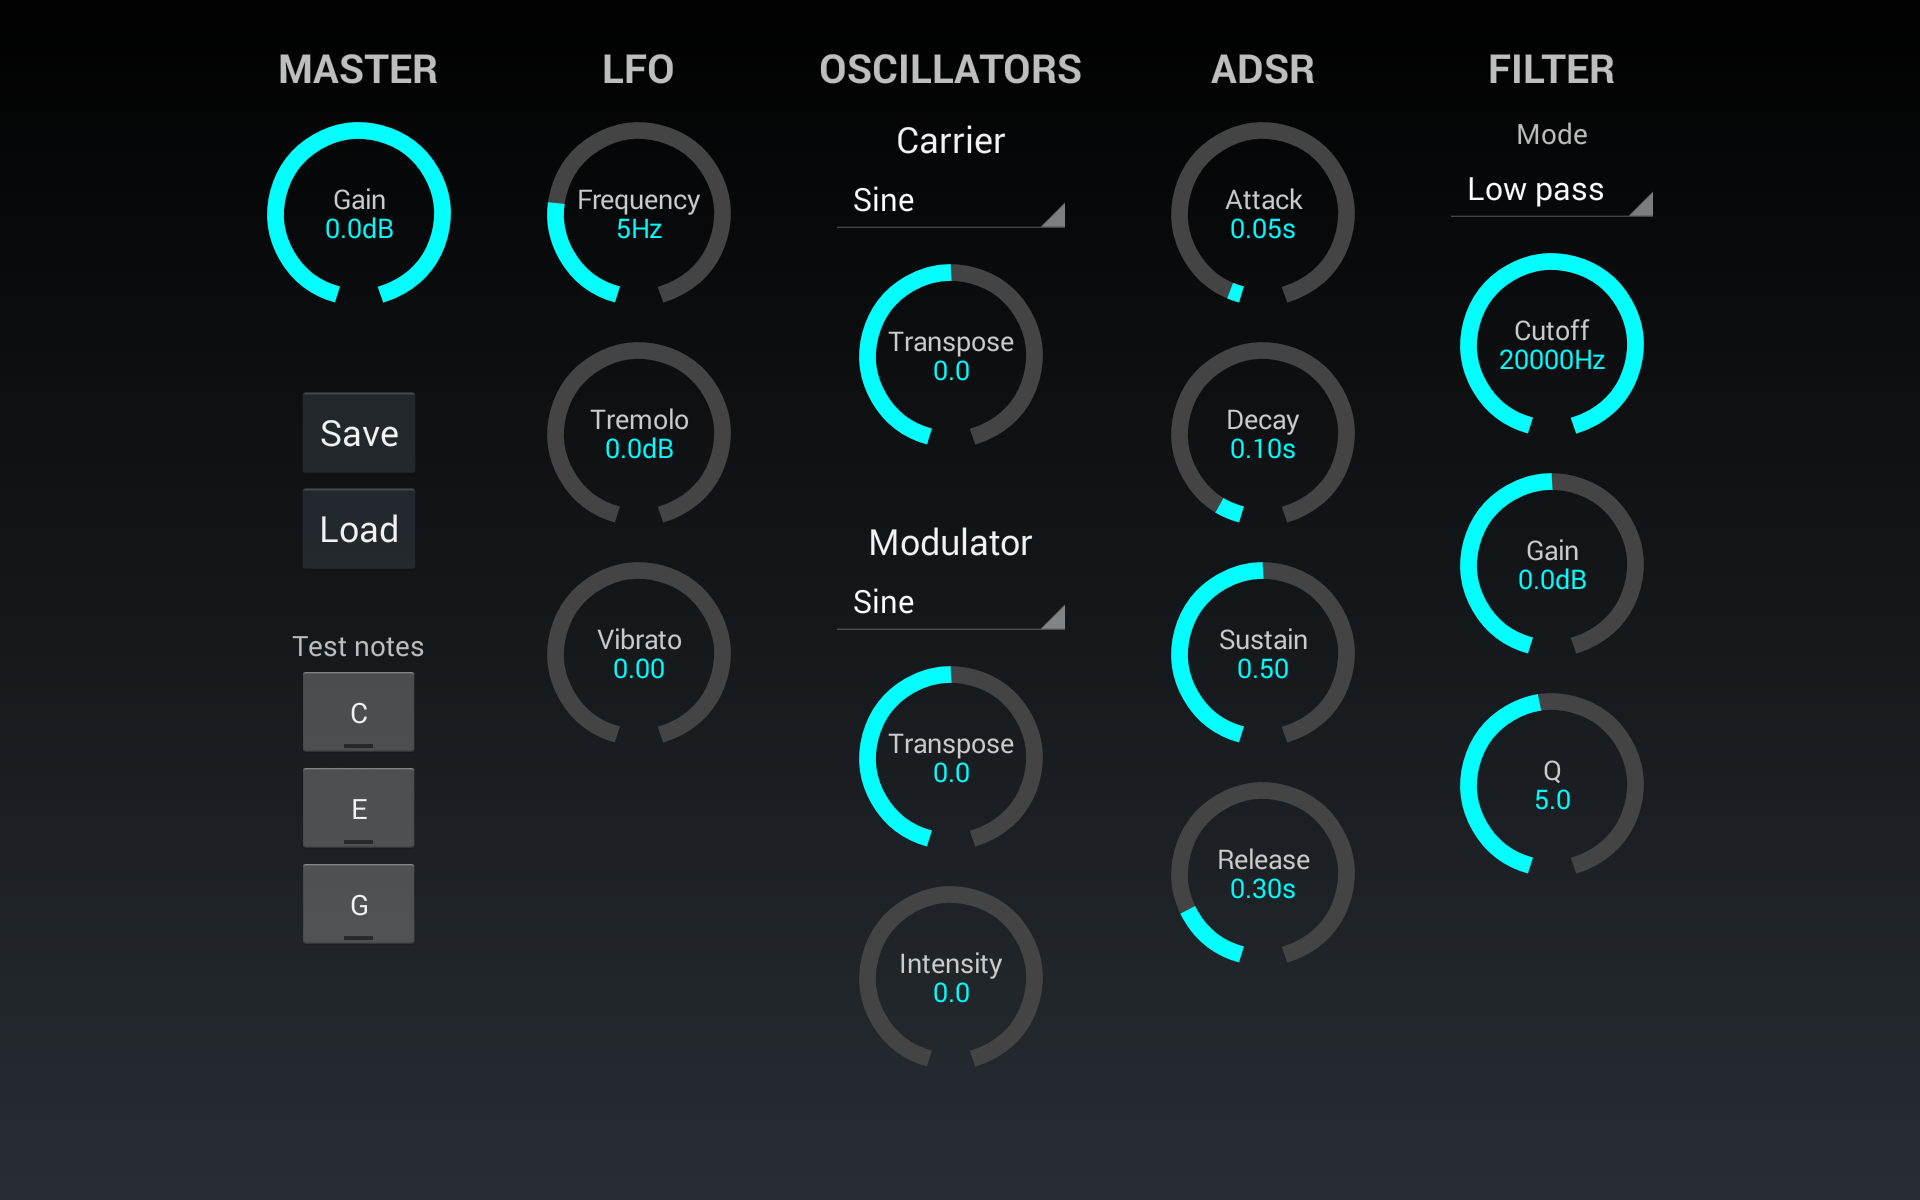 MASTER
Gain
0.0dB
Save
Load
Test notes
C
E
G
LFO
Frequency
5Hz
Tremolo
0.0dB
Vibrato
0.00
OSCILLATORS
Carrier
Sine
Transpose
0.0
Modulator
Sine
Transpose
0.0
Intensity
0.0
ADSR
Attack
0.05s
Decay
0.10s
Sustain
0.50
Release
0.30s
FILTER
Mode
Low pass
Cutoff
20000Hz
Gain
0.0dB
Q
5.0